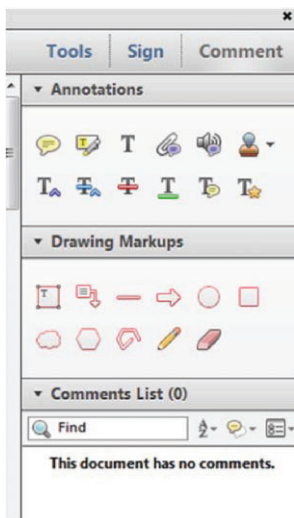 Tools Sign Comment
Annotations
Drawing Markups
Comments List (0)
Find
This document has no comments.